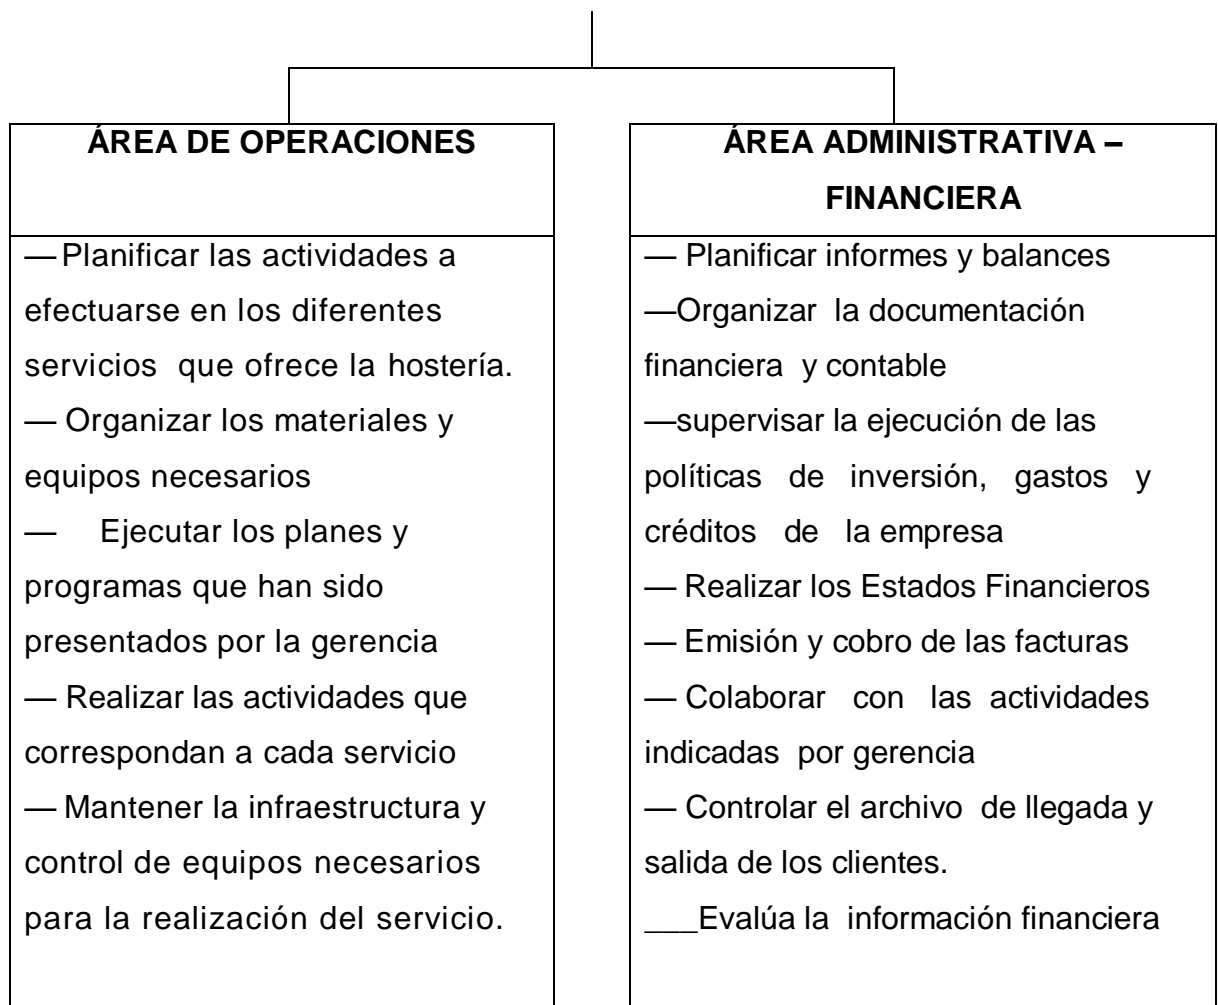 ÁREA DE OPERACIONES
— Planificar las actividades a
efectuarse en los diferentes
servicios que ofrece la hostería.
— Organizar los materiales y
equipos necesarios
— Ejecutar los planes y
programas que han sido
presentados por la gerencia
— Realizar las actividades que
correspondan a cada servicio
— Mantener la infraestructura y
control de equipos necesarios
para la realización del servicio.
ÁREA ADMINISTRATIVA –
FINANCIERA
— Planificar informes y balances
—Organizar la documentación
financiera y contable
—supervisar la ejecución de las
políticas de inversión, gastos y
créditos de la empresa
— Realizar los Estados Financieros
— Emisión y cobro de las facturas
— Colaborar con las actividades
indicadas por gerencia
— Controlar el archivo de llegada y
salida de los clientes.
___Evalúa la información financiera